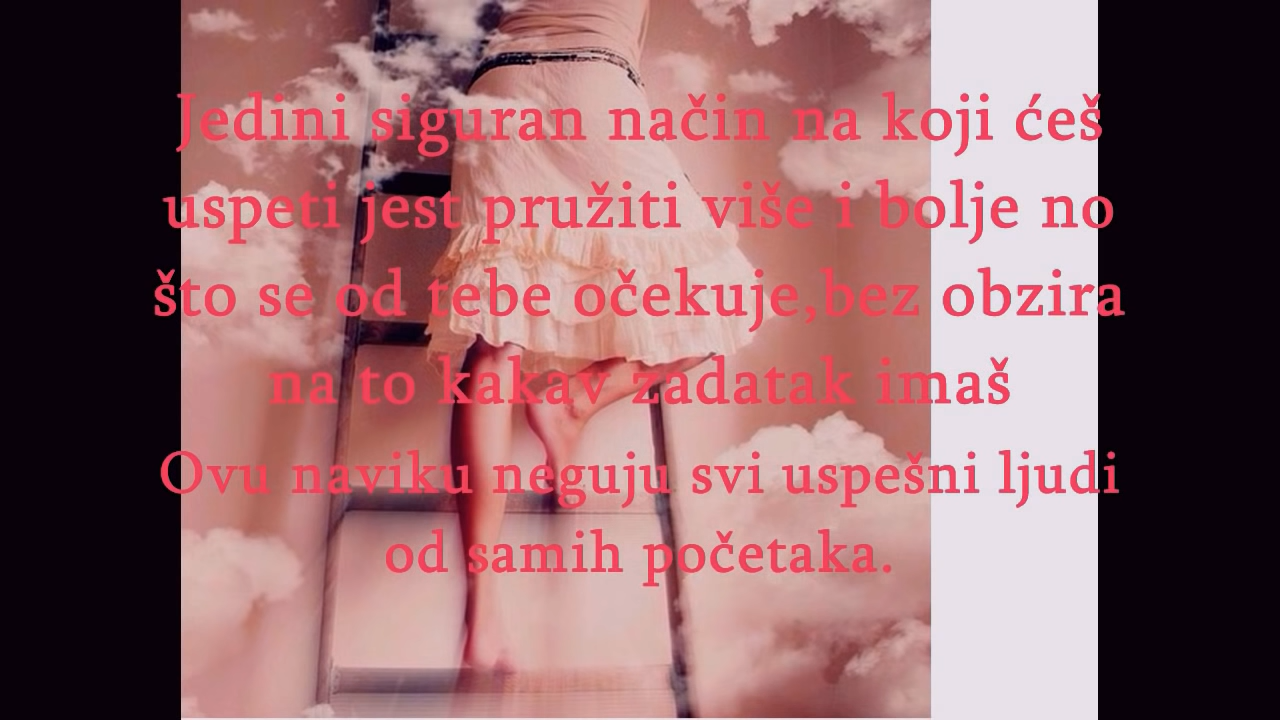 Jedini siguran način na koji ćeš
uspeti jest pružiti više i bolje no
što se od tebe očekuje,bez obzira
na to kakav zadatak imaš
Ovu naviku neguju svi uspešni ljudi
od samih početaka.